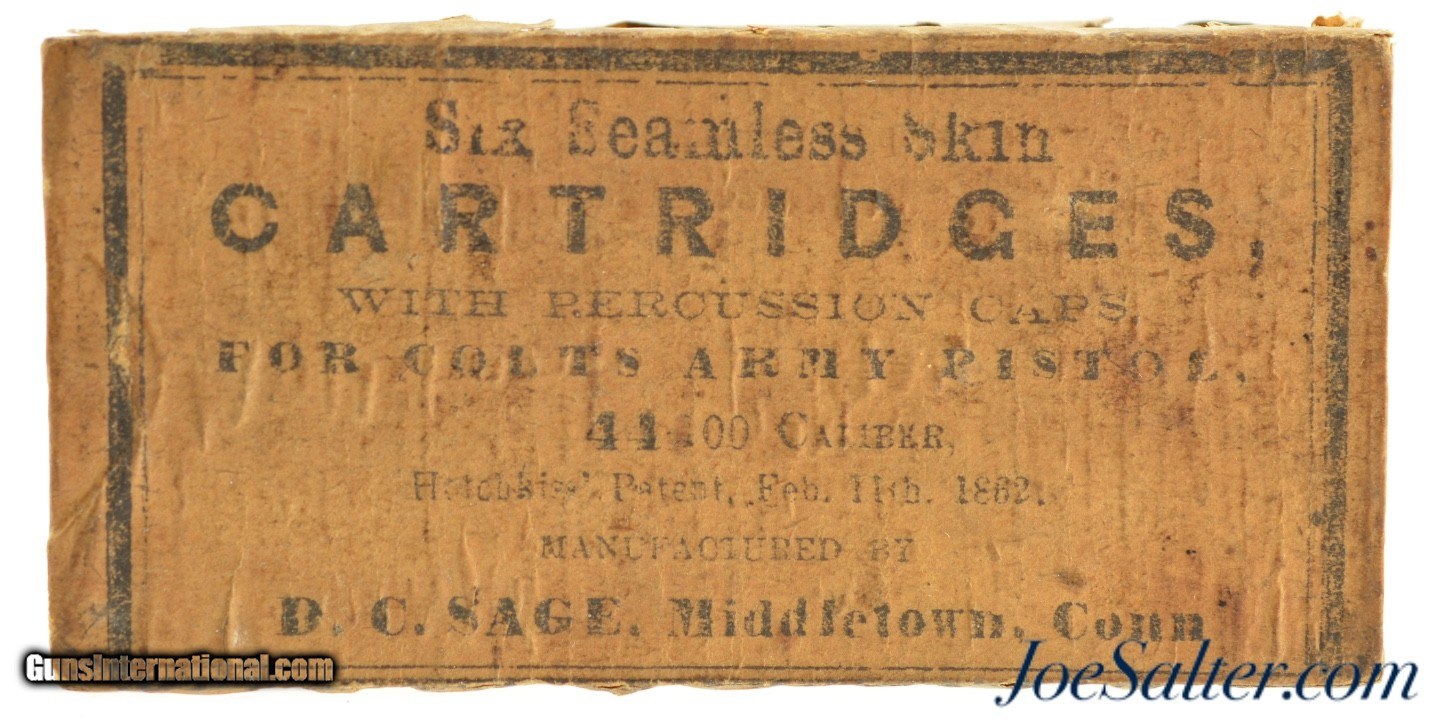 Six Seamless Skin
CARTRIDGES,
WITH PERCUSSION CAPS,
FOR COLTS ARMY PISTOL,
44-100 CALIBER,
Hotchkiss' Patent, Feb. 11th. 1862.
MANUFACTURED BY
D. C. SAGE. Middletown, Conn
GunsInternational.com
JoeSalter.com